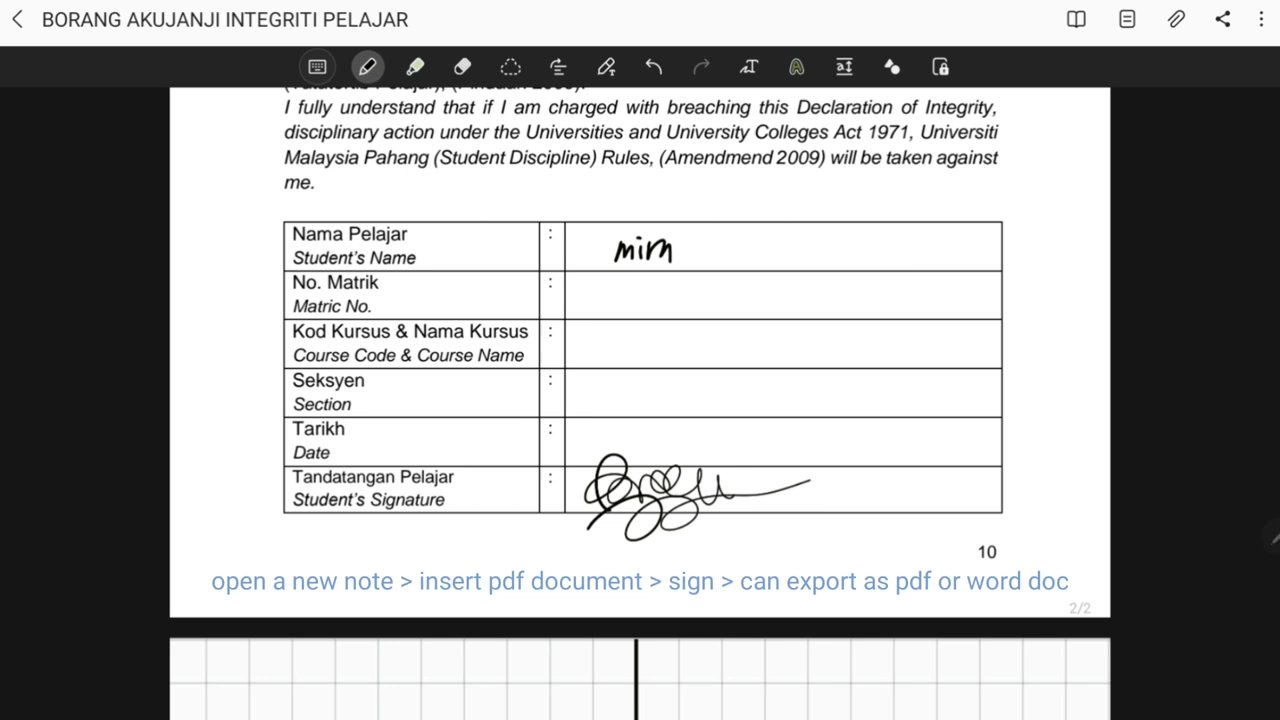 BORANG AKUJANJI INTEGRITI PELAJAR
I fully understand that if I am charged with breaching this Declaration of Integrity,
disciplinary action under the Universities and University Colleges Act 1971, Universiti
Malaysia Pahang (Student Discipline) Rules, (Amendmend 2009) will be taken against
me.
Nama Pelajar :
Student's Name
mirn
No. Matrik :
Matric No.
Kod Kursus & Nama Kursus :
Course Code & Course Name
Seksyen :
Section
Tarikh :
Date
Tandatangan Pelajar :
Student's Signature
10
open a new note > insert pdf document > sign > can export as pdf or word doc
2/2